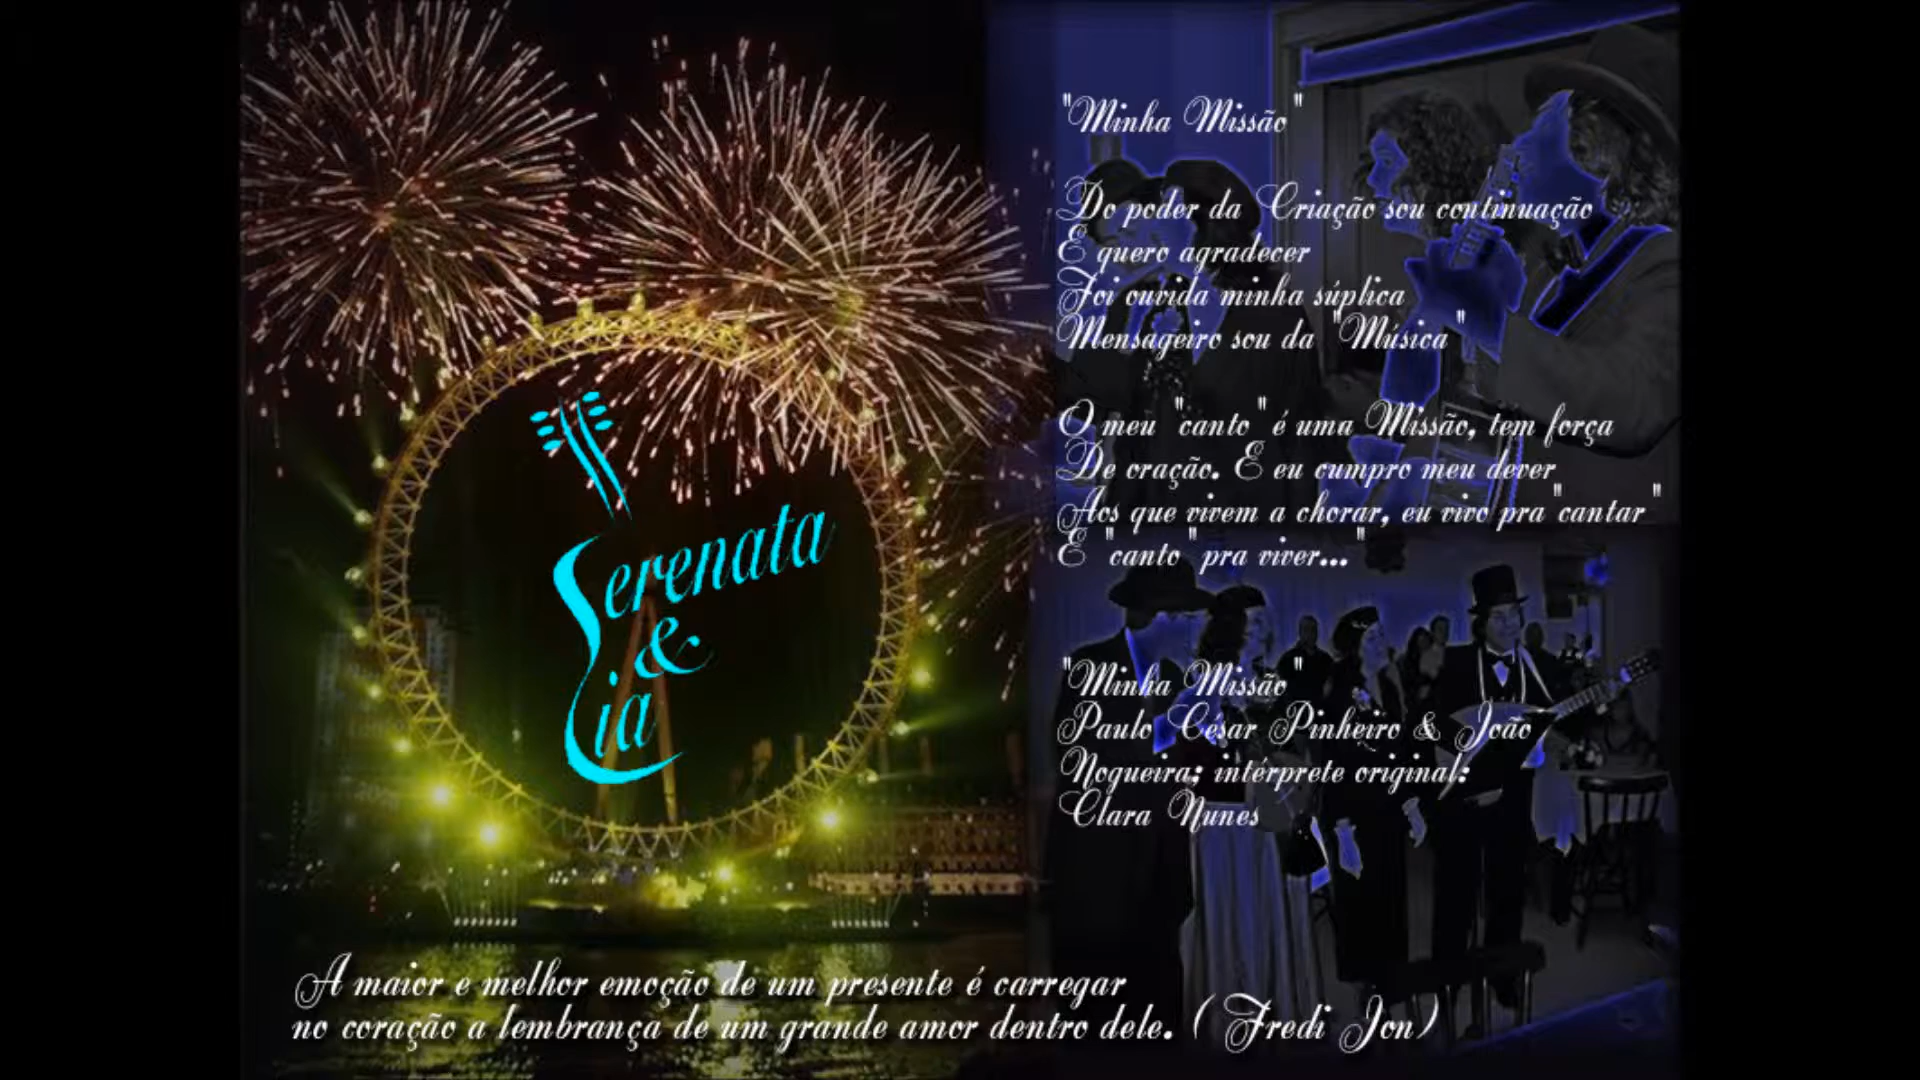 Serenata
&
Cia
"Minha Missão"
Do poder da Criação sou continuação
E quero agradecer
Foi ouvida minha súplica
Mensageiro sou da "Música"
O meu "canto" é uma Missão, tem força
De oração. E eu cumpro meu dever
Aos que vivem a chorar, eu vivo pra "cantar"
E "canto" pra viver..."
"Minha Missão"
Paulo César Pinheiro & João
Nogueira; intérprete original:
Clara Nunes
A maior e melhor emoção de um presente é carregar
no coração a lembrança de um grande amor dentro dele. ( Fredi Jon)